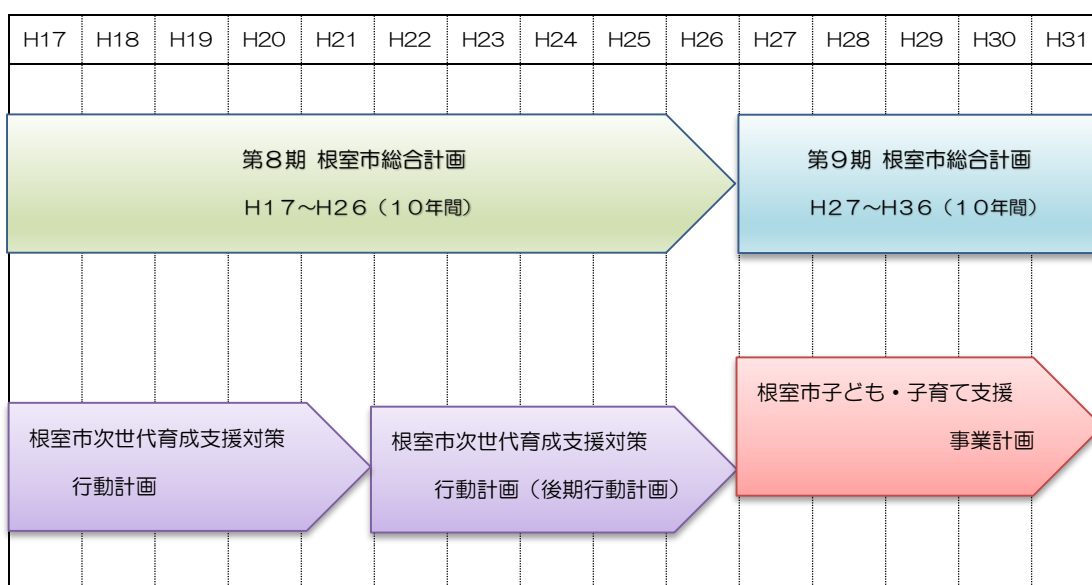 H17 H18 H19 H20 H21 H22 H23 H24 H25 H26 H27 H28 H29 H30 H31
第８期 根室市総合計画
Ｈ１７～Ｈ２６（１０年間）
第９期 根室市総合計画
Ｈ２７～Ｈ３６（１０年間）
根室市次世代育成支援対策
行動計画
根室市次世代育成支援対策
行動計画（後期行動計画）
根室市子ども・子育て支援
事業計画